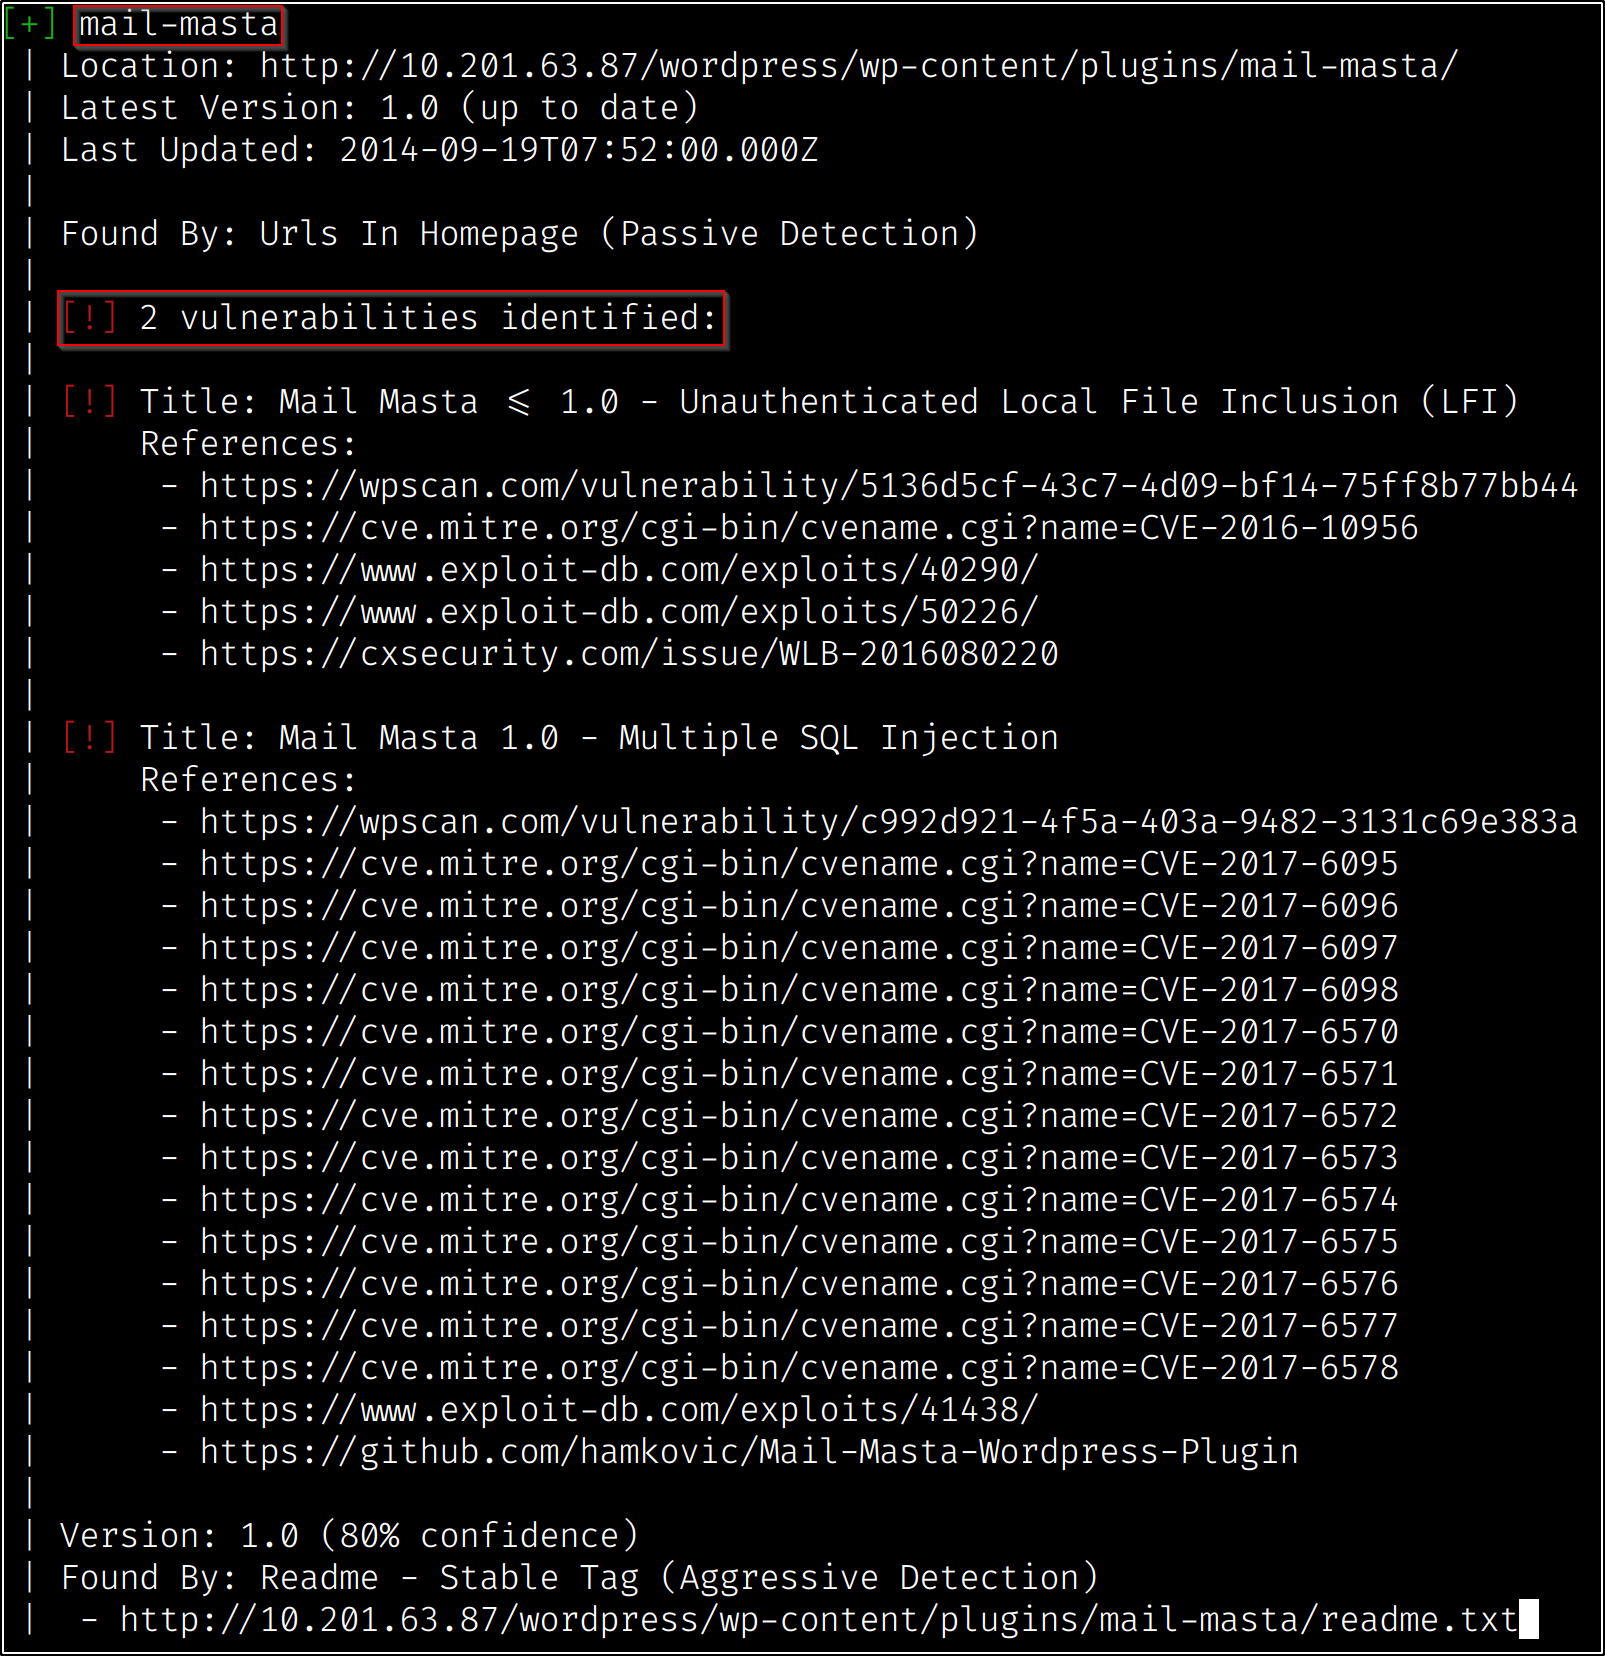 [+] mail-masta
| Location: http://10.201.63.87/wordpress/wp-content/plugins/mail-masta/
| Latest Version: 1.0 (up to date)
| Last Updated: 2014-09-19T07:52:00.000Z
|
| Found By: Urls In Homepage (Passive Detection)
|
| [!] 2 vulnerabilities identified:
|
| [!] Title: Mail Masta <= 1.0 - Unauthenticated Local File Inclusion (LFI)
|     References:
|      - https://wpscan.com/vulnerability/5136d5cf-43c7-4d09-bf14-75ff8b77bb44
|      - https://cve.mitre.org/cgi-bin/cvename.cgi?name=CVE-2016-10956
|      - https://www.exploit-db.com/exploits/40290/
|      - https://www.exploit-db.com/exploits/50226/
|      - https://cxsecurity.com/issue/WLB-2016080220
|
| [!] Title: Mail Masta 1.0 - Multiple SQL Injection
|     References:
|      - https://wpscan.com/vulnerability/c992d921-4f5a-403a-9482-3131c69e383a
|      - https://cve.mitre.org/cgi-bin/cvename.cgi?name=CVE-2017-6095
|      - https://cve.mitre.org/cgi-bin/cvename.cgi?name=CVE-2017-6096
|      - https://cve.mitre.org/cgi-bin/cvename.cgi?name=CVE-2017-6097
|      - https://cve.mitre.org/cgi-bin/cvename.cgi?name=CVE-2017-6098
|      - https://cve.mitre.org/cgi-bin/cvename.cgi?name=CVE-2017-6570
|      - https://cve.mitre.org/cgi-bin/cvename.cgi?name=CVE-2017-6571
|      - https://cve.mitre.org/cgi-bin/cvename.cgi?name=CVE-2017-6572
|      - https://cve.mitre.org/cgi-bin/cvename.cgi?name=CVE-2017-6573
|      - https://cve.mitre.org/cgi-bin/cvename.cgi?name=CVE-2017-6574
|      - https://cve.mitre.org/cgi-bin/cvename.cgi?name=CVE-2017-6575
|      - https://cve.mitre.org/cgi-bin/cvename.cgi?name=CVE-2017-6576
|      - https://cve.mitre.org/cgi-bin/cvename.cgi?name=CVE-2017-6577
|      - https://cve.mitre.org/cgi-bin/cvename.cgi?name=CVE-2017-6578
|      - https://www.exploit-db.com/exploits/41438/
|      - https://github.com/hamkovic/Mail-Masta-Wordpress-Plugin
|
| Version: 1.0 (80% confidence)
| Found By: Readme - Stable Tag (Aggressive Detection)
|  - http://10.201.63.87/wordpress/wp-content/plugins/mail-masta/readme.txt